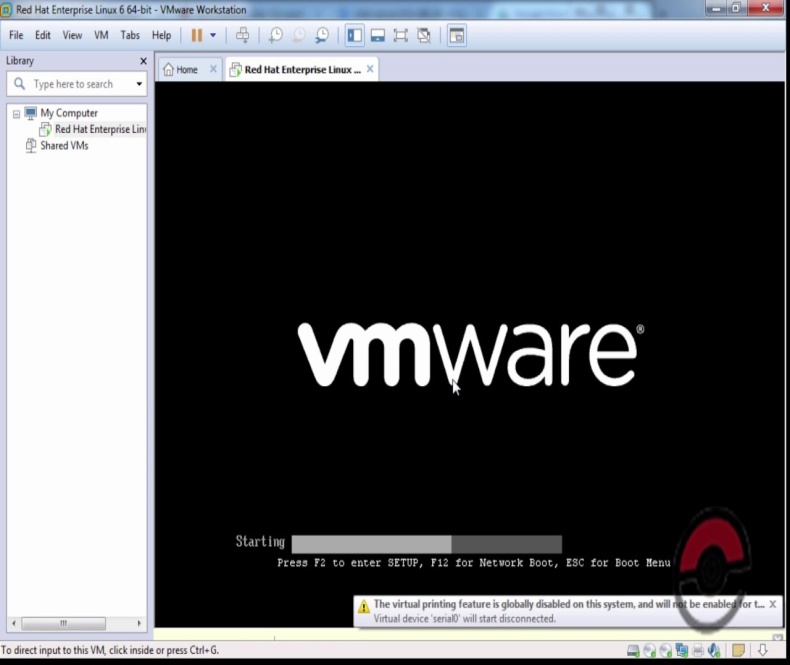 Red Hat Enterprise Linux 6 64-bit - VMware Workstation
File Edit View VM Tabs Help
Library X
Type here to search
Home X
Red Hat Enterprise Linux ... X
My Computer
Red Hat Enterprise Lin
Shared VMs
vmware®
Starting
Press F2 to enter SETUP, F12 for Network Boot, ESC for Boot Menu
The virtual printing feature is globally disabled on this system, and will not be enabled for t... X
Virtual device 'serial0' will start disconnected.
To direct input to this VM, click inside or press Ctrl+G.